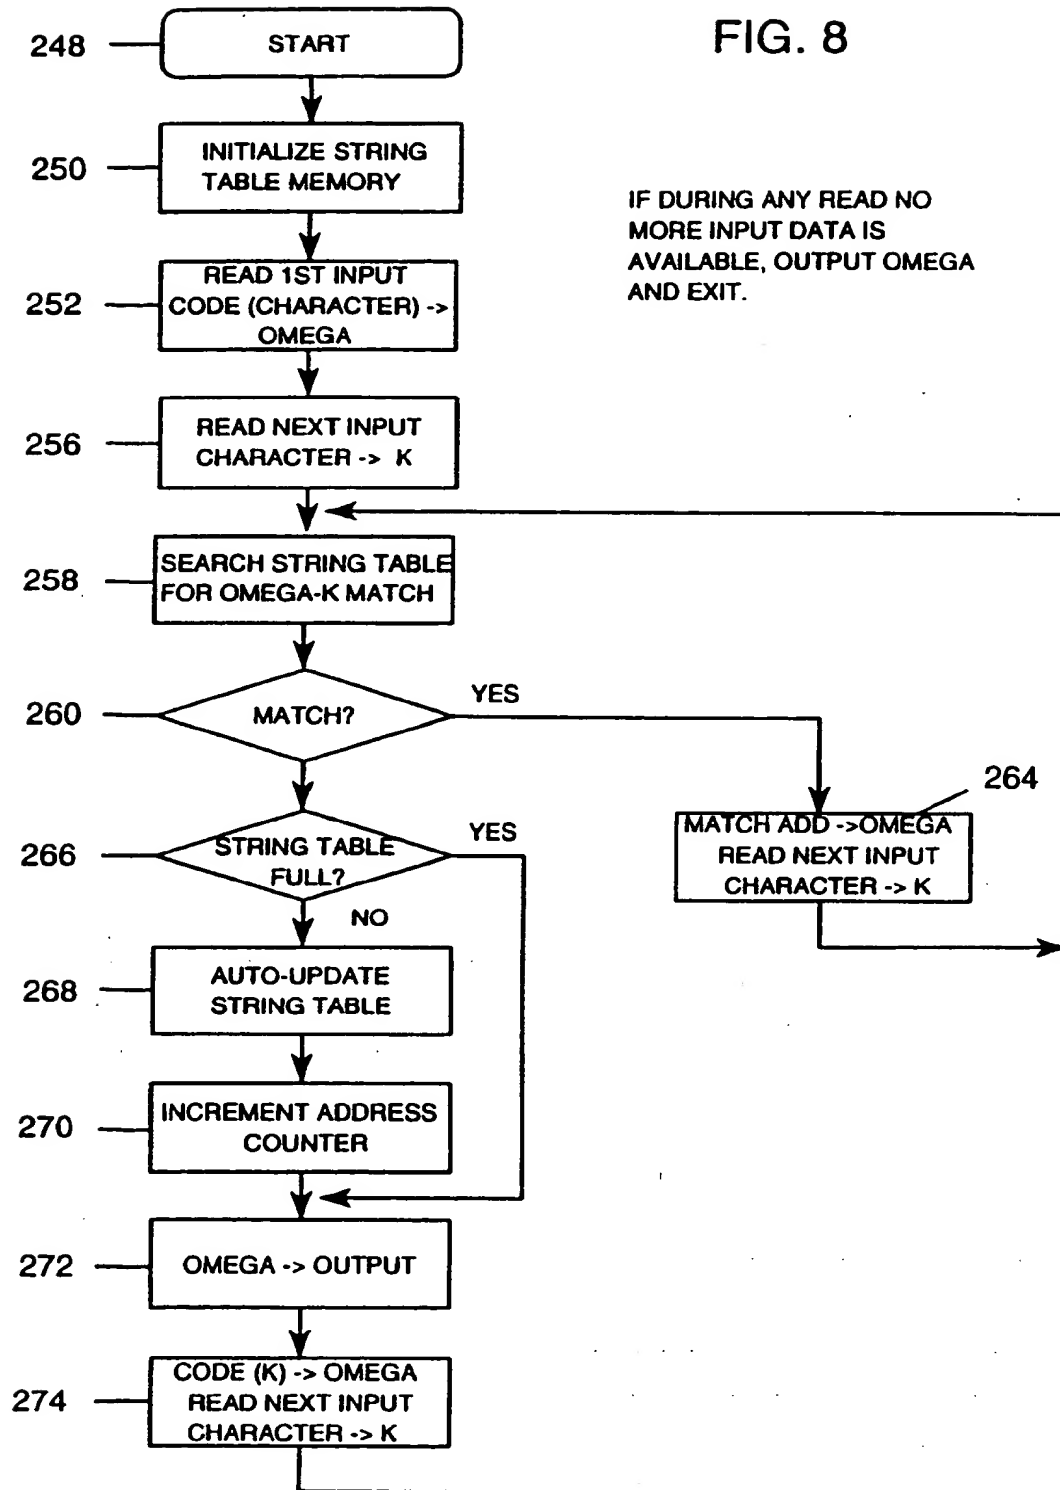 FIG. 8
248
START
250
INITIALIZE STRING
TABLE MEMORY
IF DURING ANY READ NO
MORE INPUT DATA IS
AVAILABLE, OUTPUT OMEGA
AND EXIT.
252
READ 1ST INPUT
CODE (CHARACTER) ->
OMEGA
256
READ NEXT INPUT
CHARACTER -> K
258
SEARCH STRING TABLE
FOR OMEGA-K MATCH
260
MATCH?
YES
264
MATCH ADD ->OMEGA
READ NEXT INPUT
CHARACTER -> K
266
STRING TABLE
FULL?
YES
NO
268
AUTO-UPDATE
STRING TABLE
270
INCREMENT ADDRESS
COUNTER
272
OMEGA -> OUTPUT
274
CODE (K) -> OMEGA
READ NEXT INPUT
CHARACTER -> K